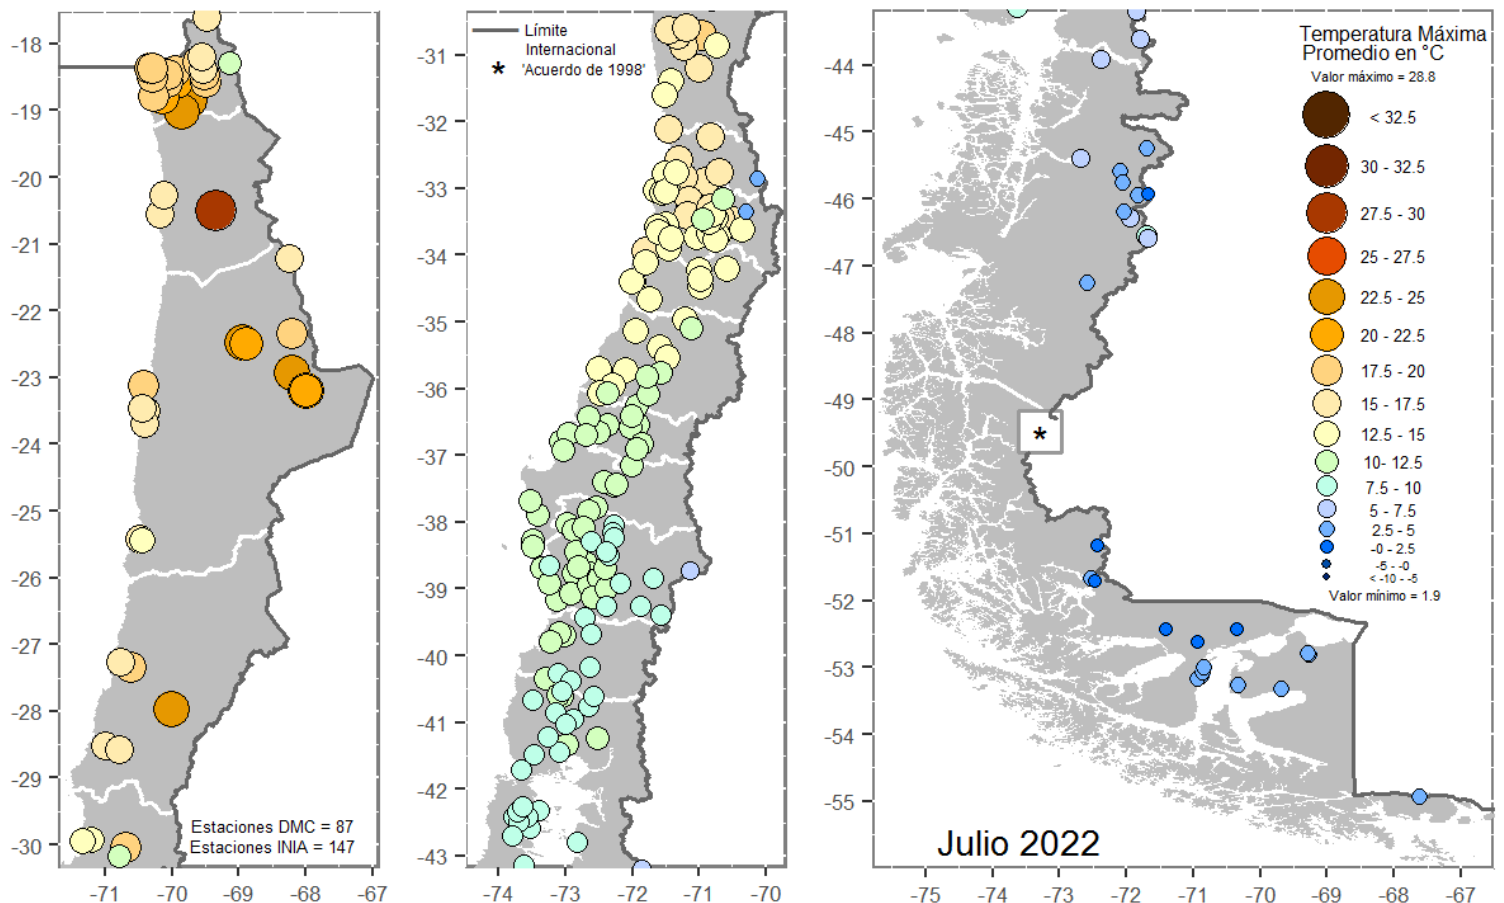 -18
-19
-20
-21
-22
-23
-24
-25
-26
-27
-28
-29
-30
Estaciones DMC = 87
Estaciones INIA = 147
-71
-70
-69
-68
-67
Límite
Internacional
* 'Acuerdo de 1998'
-31
-32
-33
-34
-35
-36
-37
-38
-39
-40
-41
-42
-43
-74
-73
-72
-71
-70
-44
-45
-46
-47
-48
-49
-50
-51
-52
-53
-54
-55
*
Julio 2022
-75
-74
-73
-72
-71
-70
-69
-68
-67
Temperatura Máxima
Promedio en °C
Valor máximo = 28.8
< 32.5
30 - 32.5
27.5 - 30
25 - 27.5
22.5 - 25
20 - 22.5
17.5 - 20
15 - 17.5
12.5 - 15
10- 12.5
7.5 - 10
5 - 7.5
2.5 - 5
-0 - 2.5
-5 - -0
< -10 - -5
Valor mínimo = 1.9